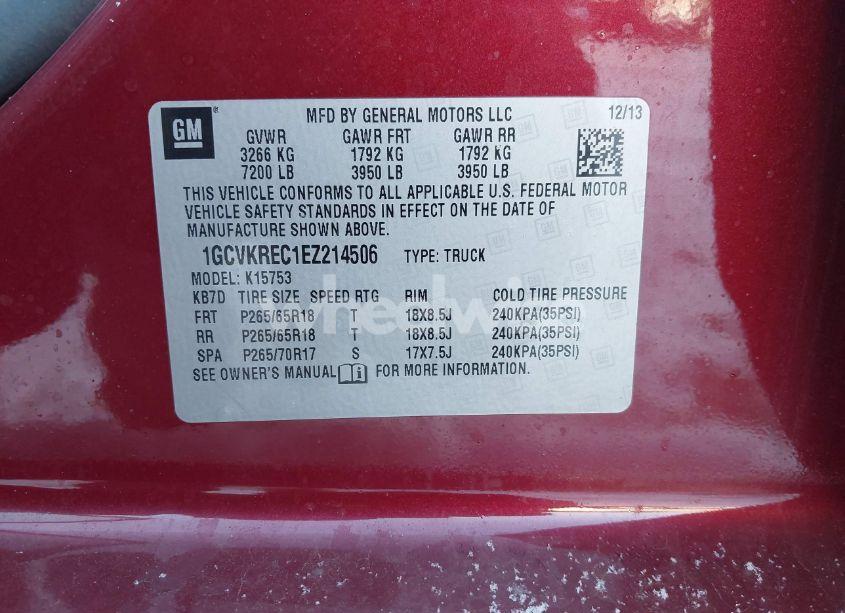 GM
MFD BY GENERAL MOTORS LLC 12/13
GVWR GAWR FRT GAWR RR
3266 KG 1792 KG 1792 KG
7200 LB 3950 LB 3950 LB
THIS VEHICLE CONFORMS TO ALL APPLICABLE U.S. FEDERAL MOTOR
VEHICLE SAFETY STANDARDS IN EFFECT ON THE DATE OF
MANUFACTURE SHOWN ABOVE.
1GCVKREC1EZ214506 TYPE: TRUCK
MODEL: K15753
KB7D TIRE SIZE SPEED RTG RIM COLD TIRE PRESSURE
FRT P265/65R18 T 18X8.5J 240KPA(35PSI)
RR P265/65R18 T 18X8.5J 240KPA(35PSI)
SPA P265/70R17 S 17X7.5J 240KPA(35PSI)
SEE OWNER'S MANUAL FOR MORE INFORMATION.